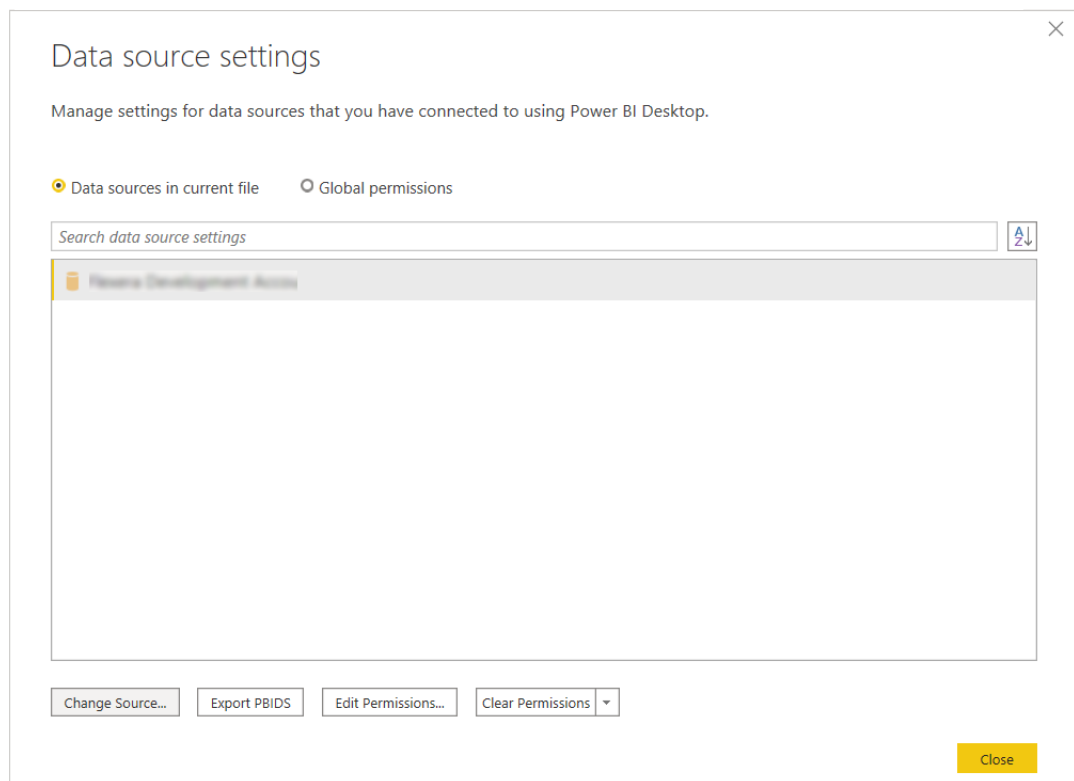 Data source settings
Manage settings for data sources that you have connected to using Power BI Desktop.
Data sources in current file Global permissions
Search data source settings
Change Source... Export PBIDS Edit Permissions... Clear Permissions
Close